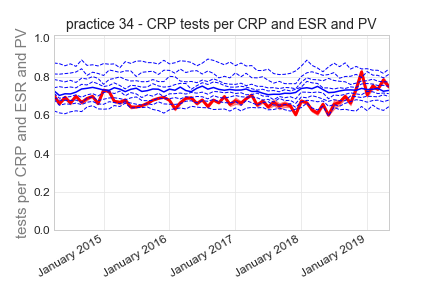 practice 34 - CRP tests per CRP and ESR and PV
tests per CRP and ESR and PV
1.0
0.8
0.6
0.4
0.2
0.0
January 2015
January 2016
January 2017
January 2018
January 2019